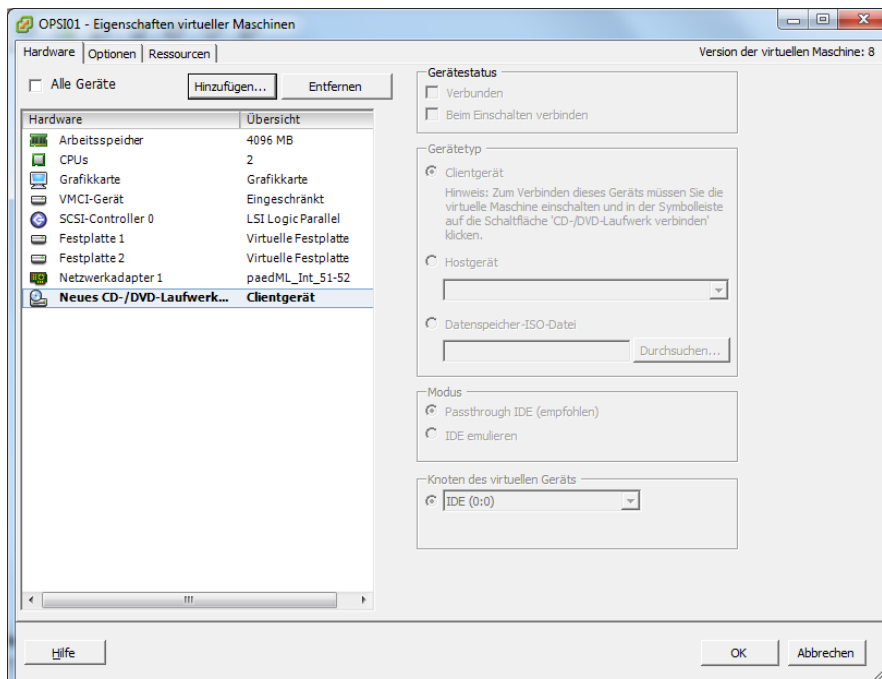 OPSI01 - Eigenschaften virtueller Maschinen
Hardware Optionen Ressourcen
Version der virtuellen Maschine: 8
Alle Geräte
Hinzufügen...
Entfernen
Hardware Übersicht
Arbeitsspeicher 4096 MB
CPUs 2
Grafikkarte Grafikkarte
VMCI-Gerät Eingeschränkt
SCSI-Controller 0 LSI Logic Parallel
Festplatte 1 Virtuelle Festplatte
Festplatte 2 Virtuelle Festplatte
Netzwerkadapter 1 paedML_Int_51-52
Neues CD-/DVD-Laufwerk... Clientgerät
Gerätestatus
Verbunden
Beim Einschalten verbinden
Gerätetyp
Clientgerät
Hinweis: Zum Verbinden dieses Geräts müssen Sie die
virtuelle Maschine einschalten und in der Symbolleiste
auf die Schaltfläche 'CD-/DVD-Laufwerk verbinden'
klicken.
Hostgerät
Datenspeicher-ISO-Datei
Durchsuchen...
Modus
Passthrough IDE (empfohlen)
IDE emulieren
Knoten des virtuellen Geräts
IDE (0:0)
Hilfe
OK
Abbrechen